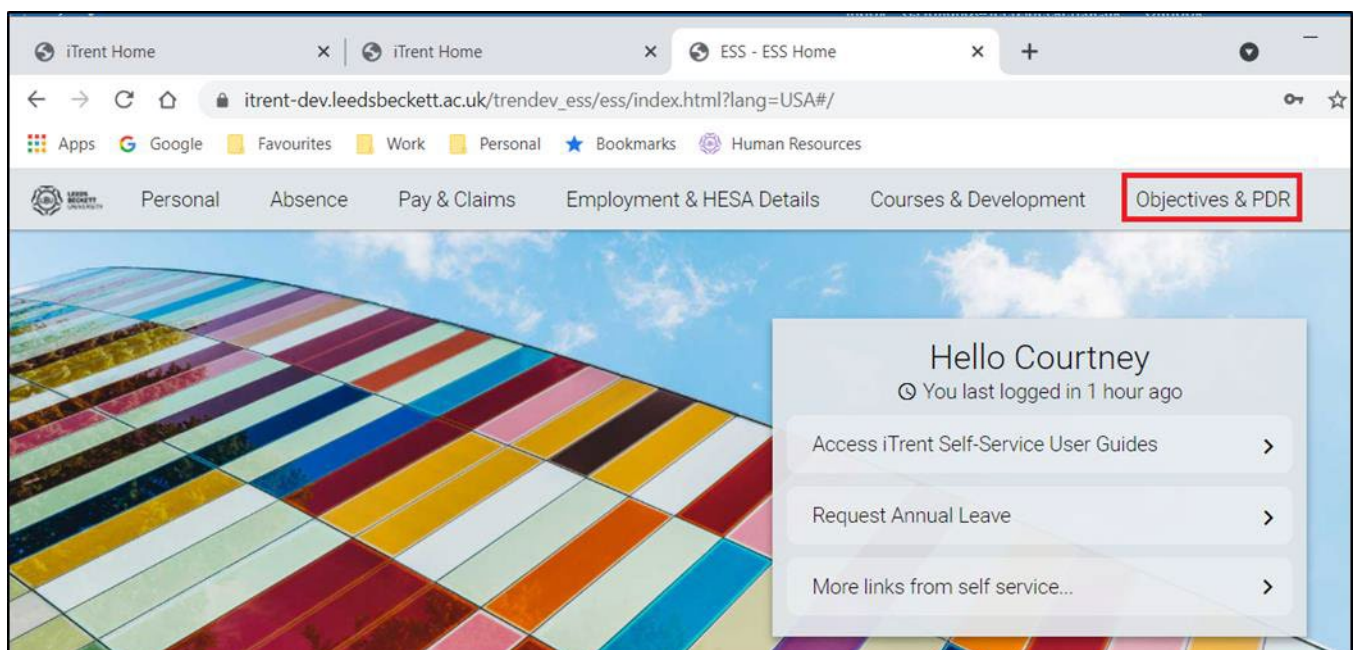 iTrent Home
iTrent Home
ESS - ESS Home
itrent-dev.leedsbeckett.ac.uk/trendev_ess/ess/index.html?lang=USA#/
Apps Google Favourites Work Personal Bookmarks Human Resources
LEEDS
BECKETT
UNIVERSITY
Personal Absence Pay & Claims Employment & HESA Details Courses & Development Objectives & PDR
Hello Courtney
You last logged in 1 hour ago
Access iTrent Self-Service User Guides
Request Annual Leave
More links from self service...